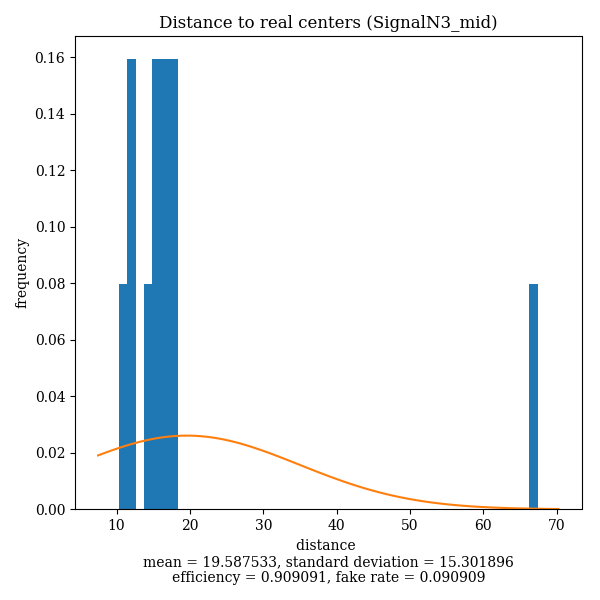 Distance to real centers (SignalN3_mid)
0.16
0.14
0.12
0.10
0.08
0.06
0.04
0.02
0.00
frequency
10 20 30 40 50 60 70
distance
mean = 19.587533, standard deviation = 15.301896
efficiency = 0.909091, fake rate = 0.090909